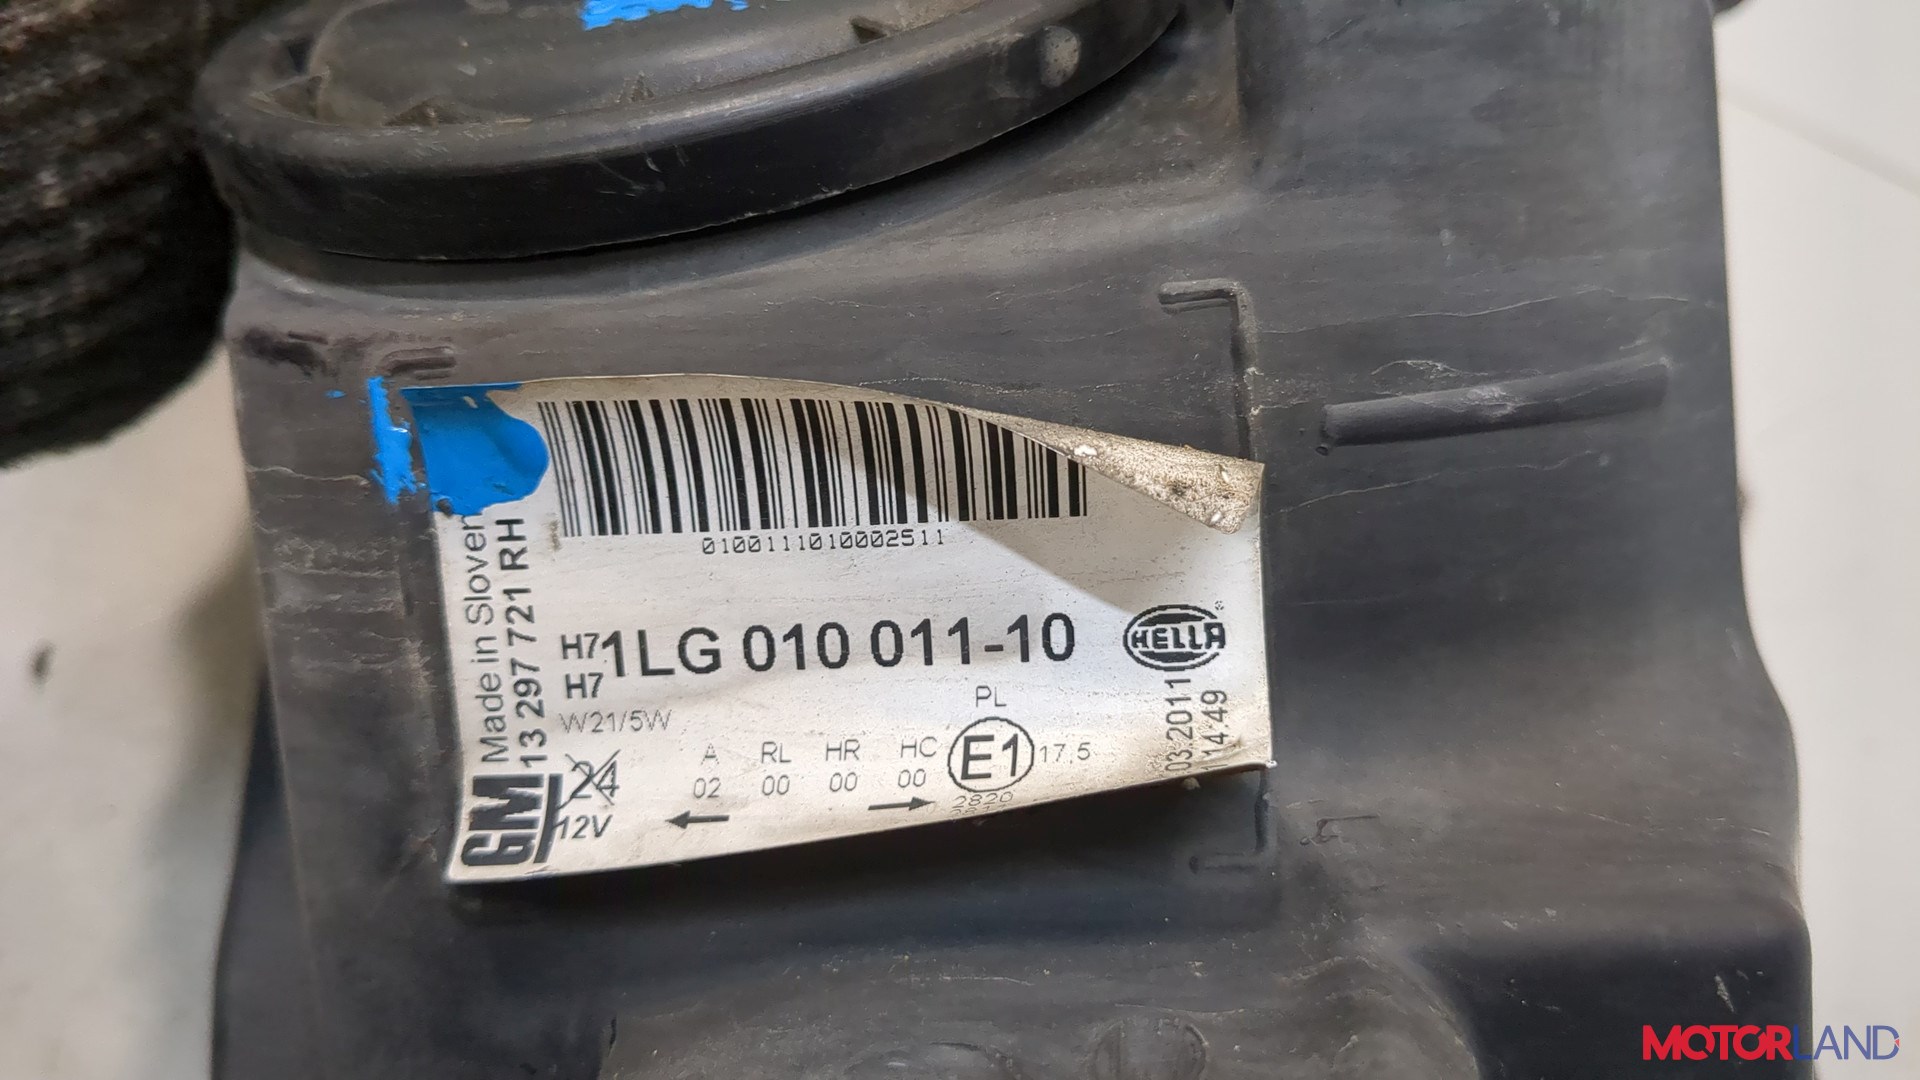 0100111010002511
Made in Sloven
13 297 721 RH
GM
H7
H7
1LG 010 011-10
HELLA
W21/5W
PL
24
12V
A RL HR HC
02 00 00 00
E1
17.5
2820
03.2011
14:49
MOTORLAND